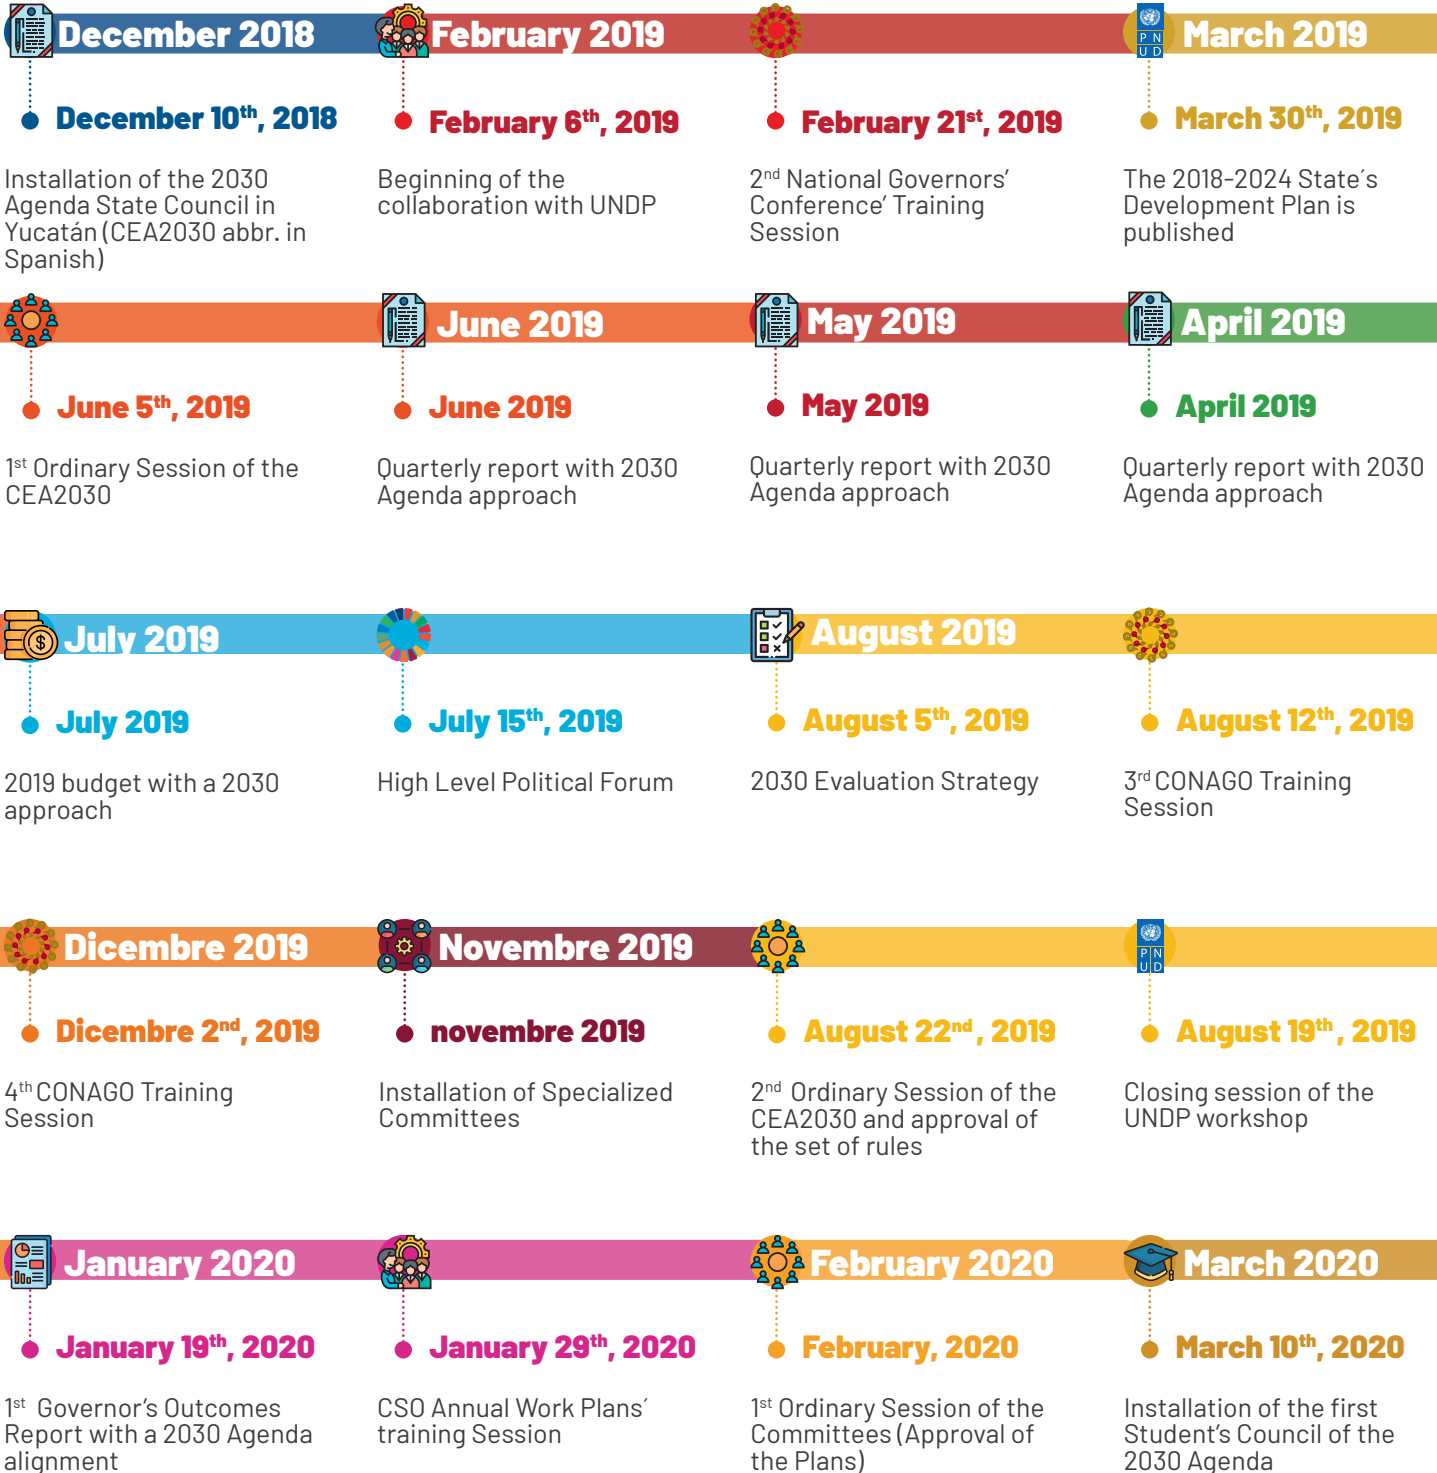 December 2018
February 2019
PN
UD
March 2019
December 10th, 2018
February 6th, 2019
February 21st, 2019
March 30th, 2019
Installation of the 2030
Agenda State Council in
Yucatán (CEA2030 abbr. in
Spanish)
Beginning of the
collaboration with UNDP
2nd National Governors’
Conference’ Training
Session
The 2018-2024 State´s
Development Plan is
published
June 2019
May 2019
April 2019
June 5th, 2019
June 2019
May 2019
April 2019
1st Ordinary Session of the
CEA2030
Quarterly report with 2030
Agenda approach
Quarterly report with 2030
Agenda approach
Quarterly report with 2030
Agenda approach
$
July 2019
August 2019
July 2019
July 15th, 2019
August 5th, 2019
August 12th, 2019
2019 budget with a 2030
approach
High Level Political Forum
2030 Evaluation Strategy
3rd CONAGO Training
Session
Dicembre 2019
Novembre 2019
PN
UD
Dicembre 2nd, 2019
novembre 2019
August 22nd, 2019
August 19th, 2019
4th CONAGO Training
Session
Installation of Specialized
Committees
2nd Ordinary Session of the
CEA2030 and approval of
the set of rules
Closing session of the
UNDP workshop
January 2020
February 2020
March 2020
January 19th, 2020
January 29th, 2020
February, 2020
March 10th, 2020
1st Governor’s Outcomes
Report with a 2030 Agenda
alignment
CSO Annual Work Plans´
training Session
1st Ordinary Session of the
Committees (Approval of
the Plans)
Installation of the first
Student’s Council of the
2030 Agenda